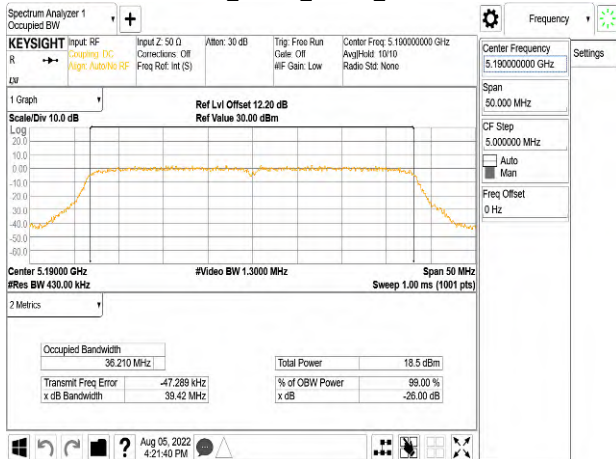 Spectrum Analyzer 1
Occupied BW
KEYSIGHT
R
Input: RF
Coupling: DC
Align: Auto/No RF
Input Z: 50 Ω
Corrections: Off
Freq Ref: Int (S)
Atten: 30 dB
Trig: Free Run
Gate: Off
#IF Gain: Low
Center Freq: 5.190000000 GHz
Avg|Hold: 10/10
Radio Std: None
1 Graph
Scale/Div 10.0 dB
Ref Lvl Offset 12.20 dB
Ref Value 30.00 dBm
Log
20.0
10.0
0.00
-10.0
-20.0
-30.0
-40.0
-50.0
-60.0
Center 5.19000 GHz
#Video BW 1.3000 MHz
Span 50 MHz
#Res BW 430.00 kHz
Sweep 1.00 ms (1001 pts)
2 Metrics
Occupied Bandwidth
36.210 MHz
Transmit Freq Error -47.289 kHz
x dB Bandwidth 39.42 MHz
Total Power 18.5 dBm
% of OBW Power 99.00 %
x dB -26.00 dB
Aug 05, 2022
4:21:40 PM
Frequency
Center Frequency
5.190000000 GHz
Span
50.000 MHz
CF Step
5.000000 MHz
Auto
Man
Freq Offset
0 Hz
Settings